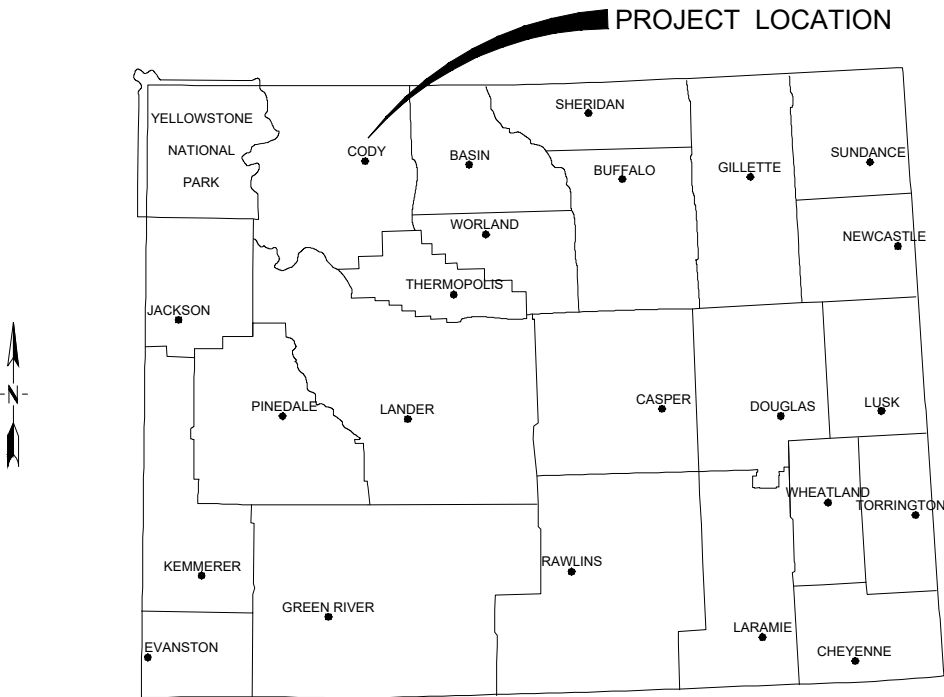 PROJECT LOCATION
YELLOWSTONE
NATIONAL
PARK
CODY
BASIN
SHERIDAN
BUFFALO
GILLETTE
SUNDANCE
WORLAND
NEWCASTLE
THERMOPOLIS
JACKSON
N
PINEDALE
LANDER
CASPER
DOUGLAS
LUSK
WHEATLAND
TORRINGTON
KEMMERER
RAWLINS
GREEN RIVER
EVANSTON
LARAMIE
CHEYENNE